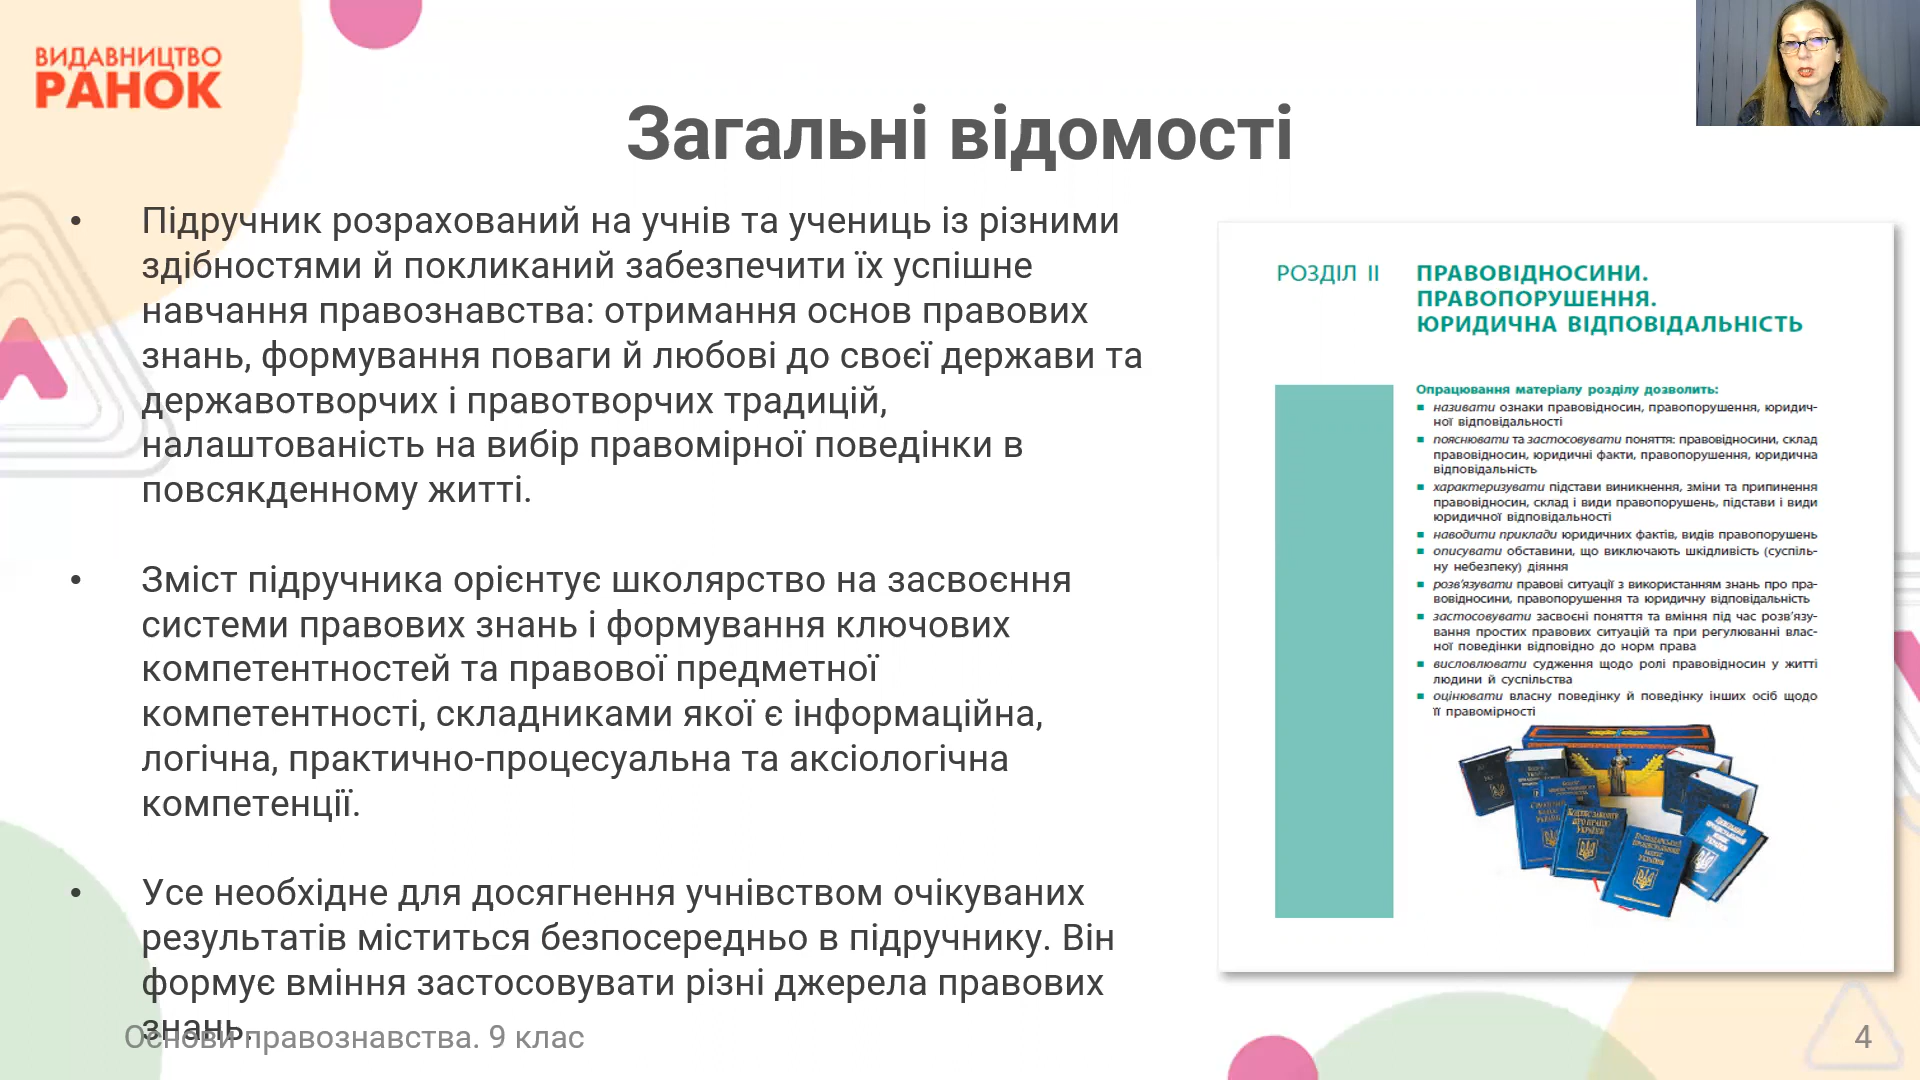 ВИДАВНИЦТВО
РАНОК
Загальні відомості
• Підручник розрахований на учнів та учениць із різними
здібностями й покликаний забезпечити їх успішне
навчання правознавства: отримання основ правових
знань, формування поваги й любові до своєї держави та
державотворчих і правотворчих традицій,
налаштованість на вибір правомірної поведінки в
повсякденному житті.
• Зміст підручника орієнтує школярство на засвоєння
системи правових знань і формування ключових
компетентностей та правової предметної
компетентності, складниками якої є інформаційна,
логічна, практично-процесуальна та аксіологічна
компетенції.
• Усе необхідне для досягнення учнівством очікуваних
результатів міститься безпосередньо в підручнику. Він
формує вміння застосовувати різні джерела правових
знань.
РОЗДІЛ II
ПРАВОВІДНОСИНИ.
ПРАВОПОРУШЕННЯ.
ЮРИДИЧНА ВІДПОВІДАЛЬНІСТЬ
Опрацювання матеріалу розділу дозволить:
■ називати ознаки правовідносин, правопорушення, юридич-
ної відповідальності
■ пояснювати та застосовувати поняття: правовідносини, склад
правовідносин, юридичні факти, правопорушення, юридична
відповідальність
■ характеризувати підстави виникнення, зміни та припинення
правовідносин, склад і види правопорушень, підстави і види
юридичної відповідальності
■ наводити приклади юридичних фактів, видів правопорушень
■ описувати обставини, що виключають шкідливість (суспіль-
ну небезпеку) діяння
■ розв’язувати правові ситуації з використанням знань про пра-
вовідносини, правопорушення та юридичну відповідальність
■ застосовувати засвоєні поняття та вміння під час розв’язу-
вання простих правових ситуацій та при регулюванні влас-
ної поведінки відповідно до норм права
■ висловлювати судження щодо ролі правовідносин у житті
людини й суспільства
■ оцінювати власну поведінку й поведінку інших осіб щодо
її правомірності
КОДЕКС ЗАКОНІВ
ПРО ПРАЦЮ
УКРАЇНИ
ГОСПОДАРСЬКИЙ
ПРОЦЕСУАЛЬНИЙ
КОДЕКС
УКРАЇНИ
Основи правознавства. 9 клас
4